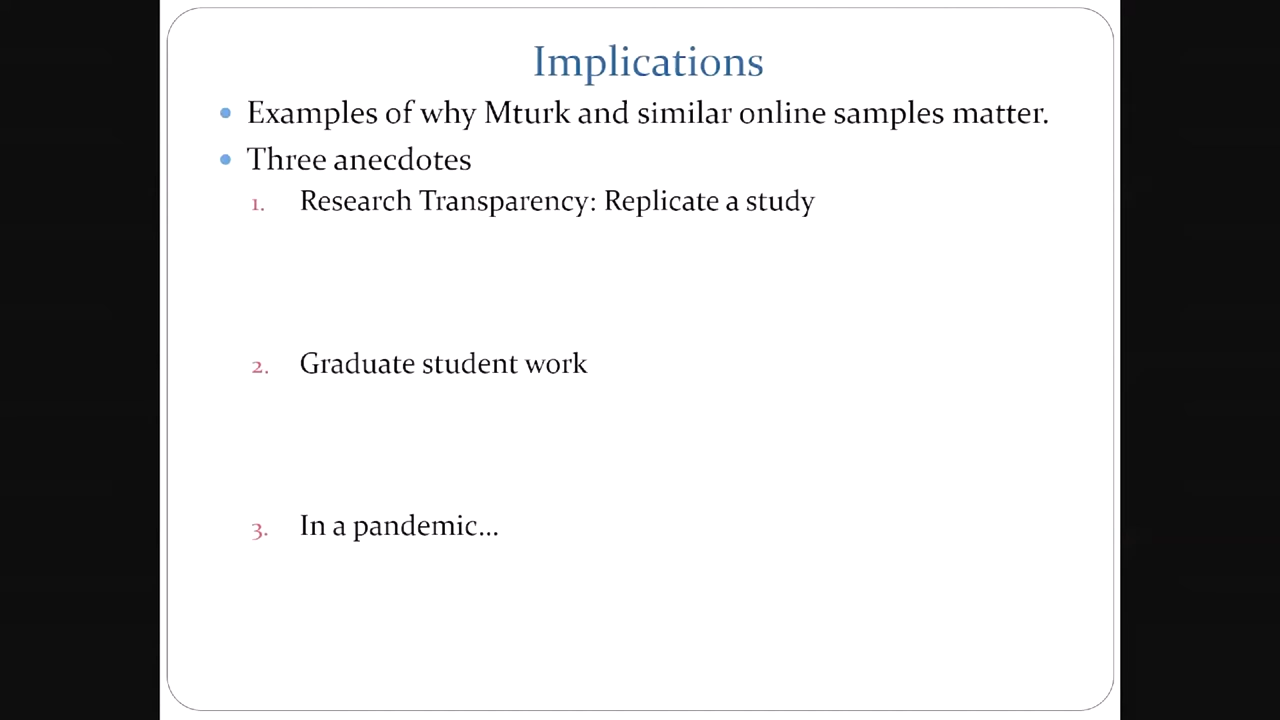 Implications
• Examples of why Mturk and similar online samples matter.
• Three anecdotes
1. Research Transparency: Replicate a study
2. Graduate student work
3. In a pandemic...